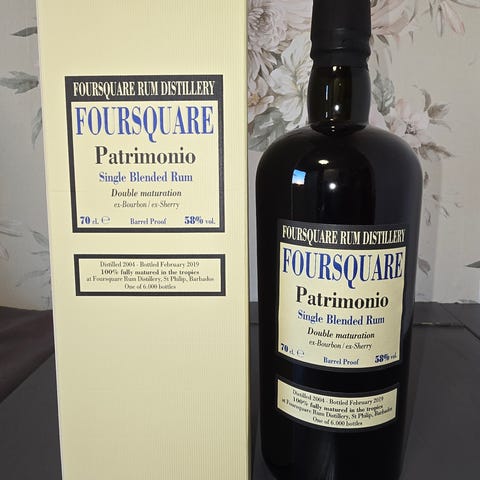 FOURSQUARE RUM DISTILLERY
FOURSQUARE
Patrimonio
Single Blended Rum
Double maturation
ex-Bourbon / ex-Sherry
70 cl. ℮ Barrel Proof 58% vol.
Distilled 2004 - Bottled February 2019
100% fully matured in the tropics
at Foursquare Rum Distillery, St Philip, Barbados
One of 6.000 bottles
FOURSQUARE RUM DISTILLERY
FOURSQUARE
Patrimonio
Single Blended Rum
Double maturation
ex-Bourbon / ex-Sherry
70 cl. ℮ Barrel Proof 58% vol.
Distilled 2004 - Bottled February 2019
100% fully matured in the tropics
at Foursquare Rum Distillery, St Philip, Barbados
One of 6.000 bottles